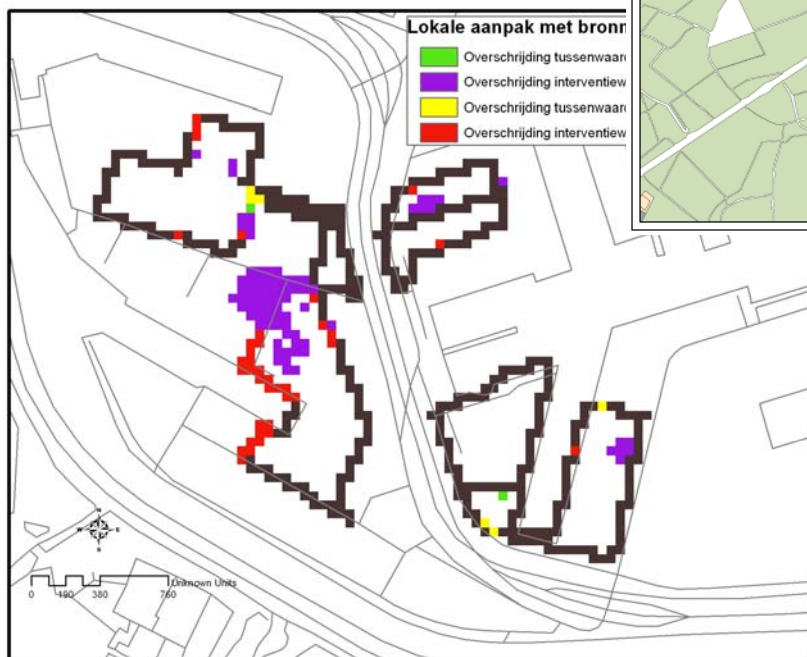 Lokale aanpak met bronn
Overschrijding tussenwaard
Overschrijding interventiew
Overschrijding tussenwaard
Overschrijding interventiew
N
W E
S
Unknown Units
0 190 380 760